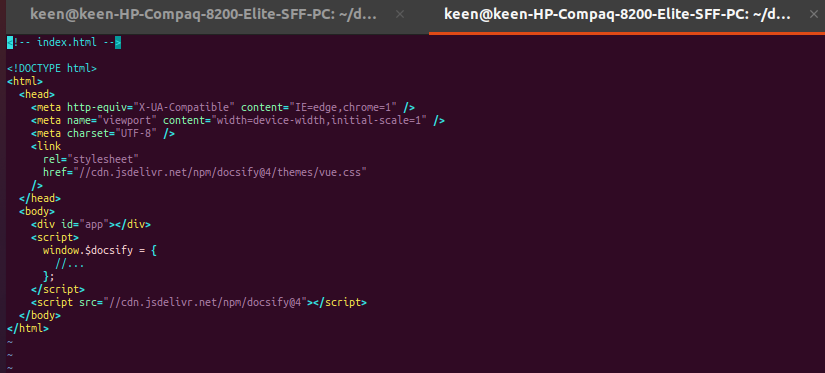 keen@keen-HP-Compaq-8200-Elite-SFF-PC: ~/d... × keen@keen-HP-Compaq-8200-Elite-SFF-PC: ~/d... ×
<!-- index.html -->

<!DOCTYPE html>
<html>
  <head>
    <meta http-equiv="X-UA-Compatible" content="IE=edge,chrome=1" />
    <meta name="viewport" content="width=device-width,initial-scale=1" />
    <meta charset="UTF-8" />
    <link
      rel="stylesheet"
      href="//cdn.jsdelivr.net/npm/docsify@4/themes/vue.css"
    />
  </head>
  <body>
    <div id="app"></div>
    <script>
      window.$docsify = {
        //...
      };
    </script>
    <script src="//cdn.jsdelivr.net/npm/docsify@4"></script>
  </body>
</html>
~
~
~